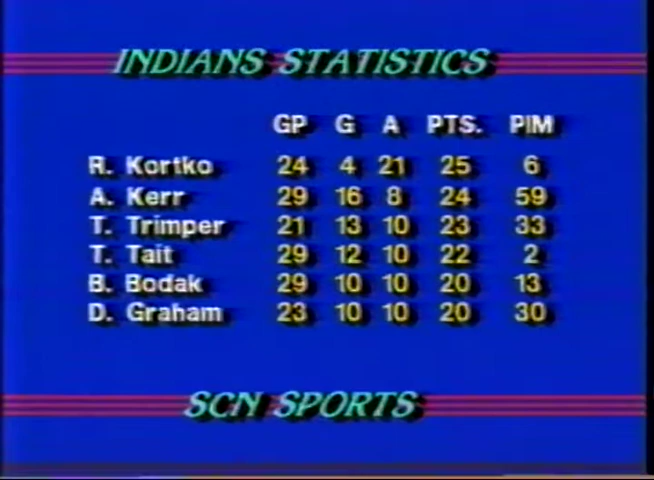 INDIANS STATISTICS
GP G A PTS. PIM
R. Kortko 24 4 21 25 6
A. Kerr 29 16 8 24 59
T. Trimper 21 13 10 23 33
T. Tait 29 12 10 22 2
B. Bodak 29 10 10 20 13
D. Graham 23 10 10 20 30
SCN SPORTS